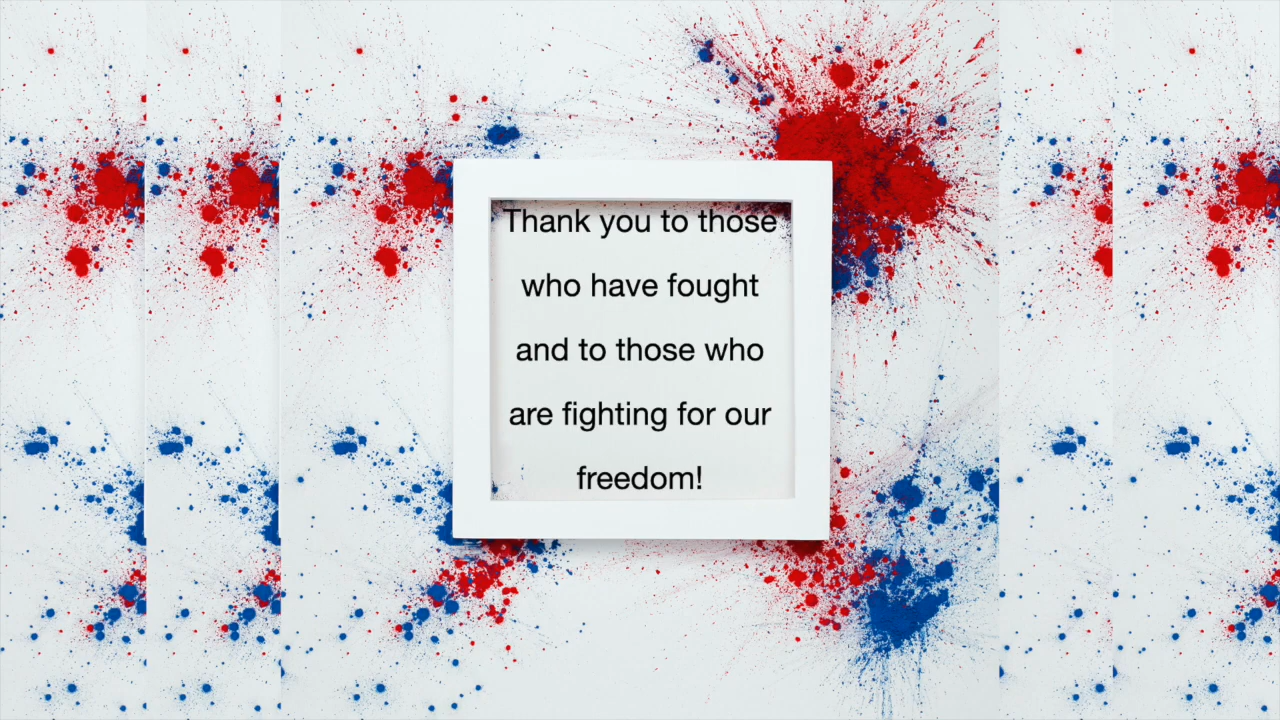 Thank you to those
who have fought
and to those who
are fighting for our
freedom!